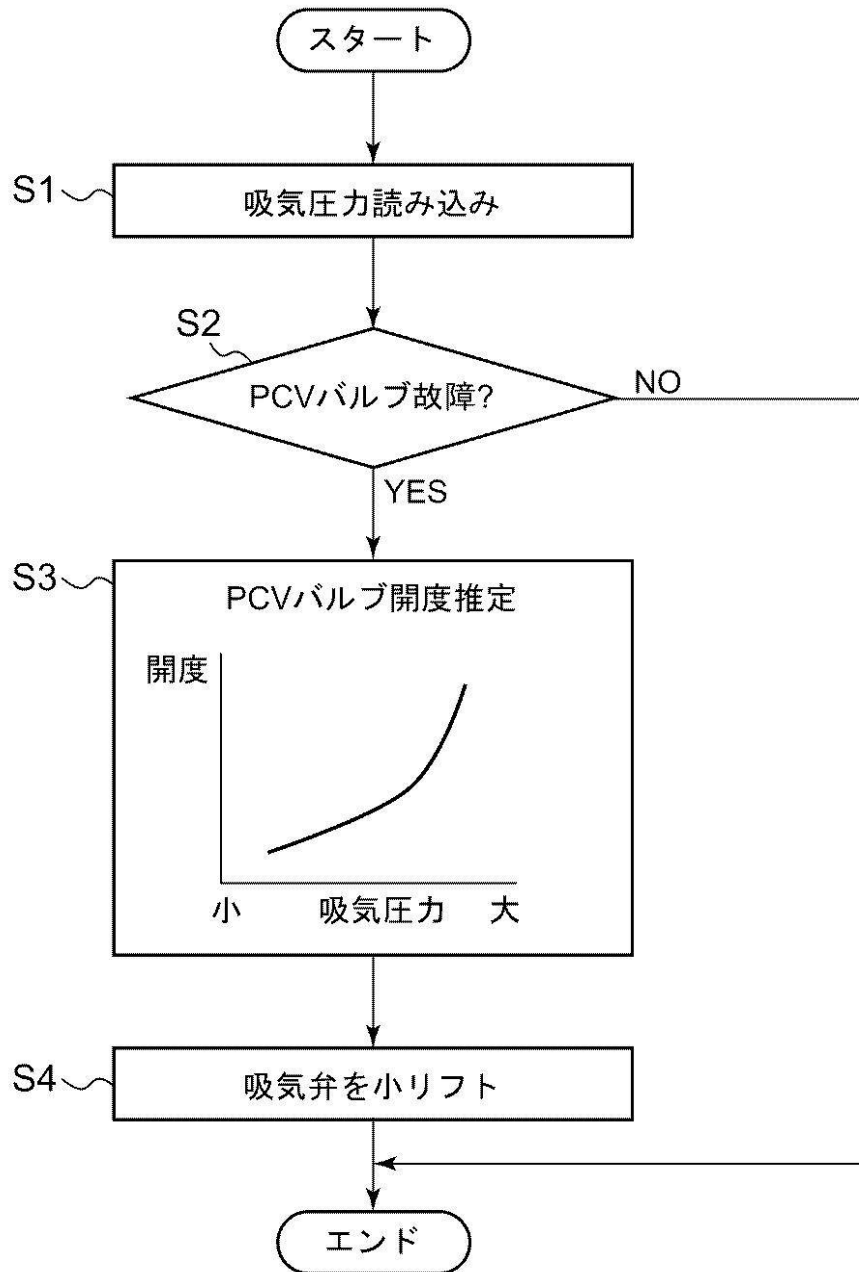 スタート
S1
吸気圧力読み込み
S2
PCVバルブ故障?
NO
YES
S3
PCVバルブ開度推定
開度
小 吸気圧力 大
S4
吸気弁を小リフト
エンド